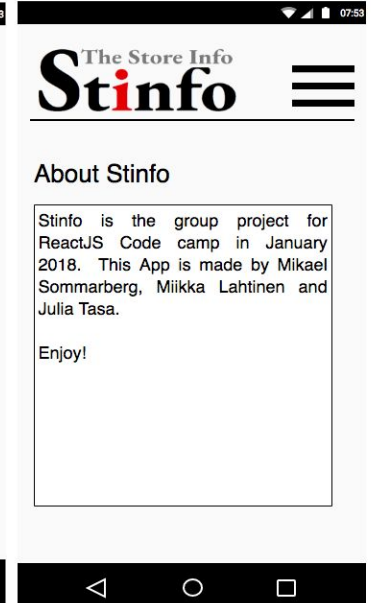 3
07:53
The Store Info
Stinfo
About Stinfo
Stinfo is the group project for
ReactJS Code camp in January
2018. This App is made by Mikael
Sommarberg, Miikka Lahtinen and
Julia Tasa.
Enjoy!